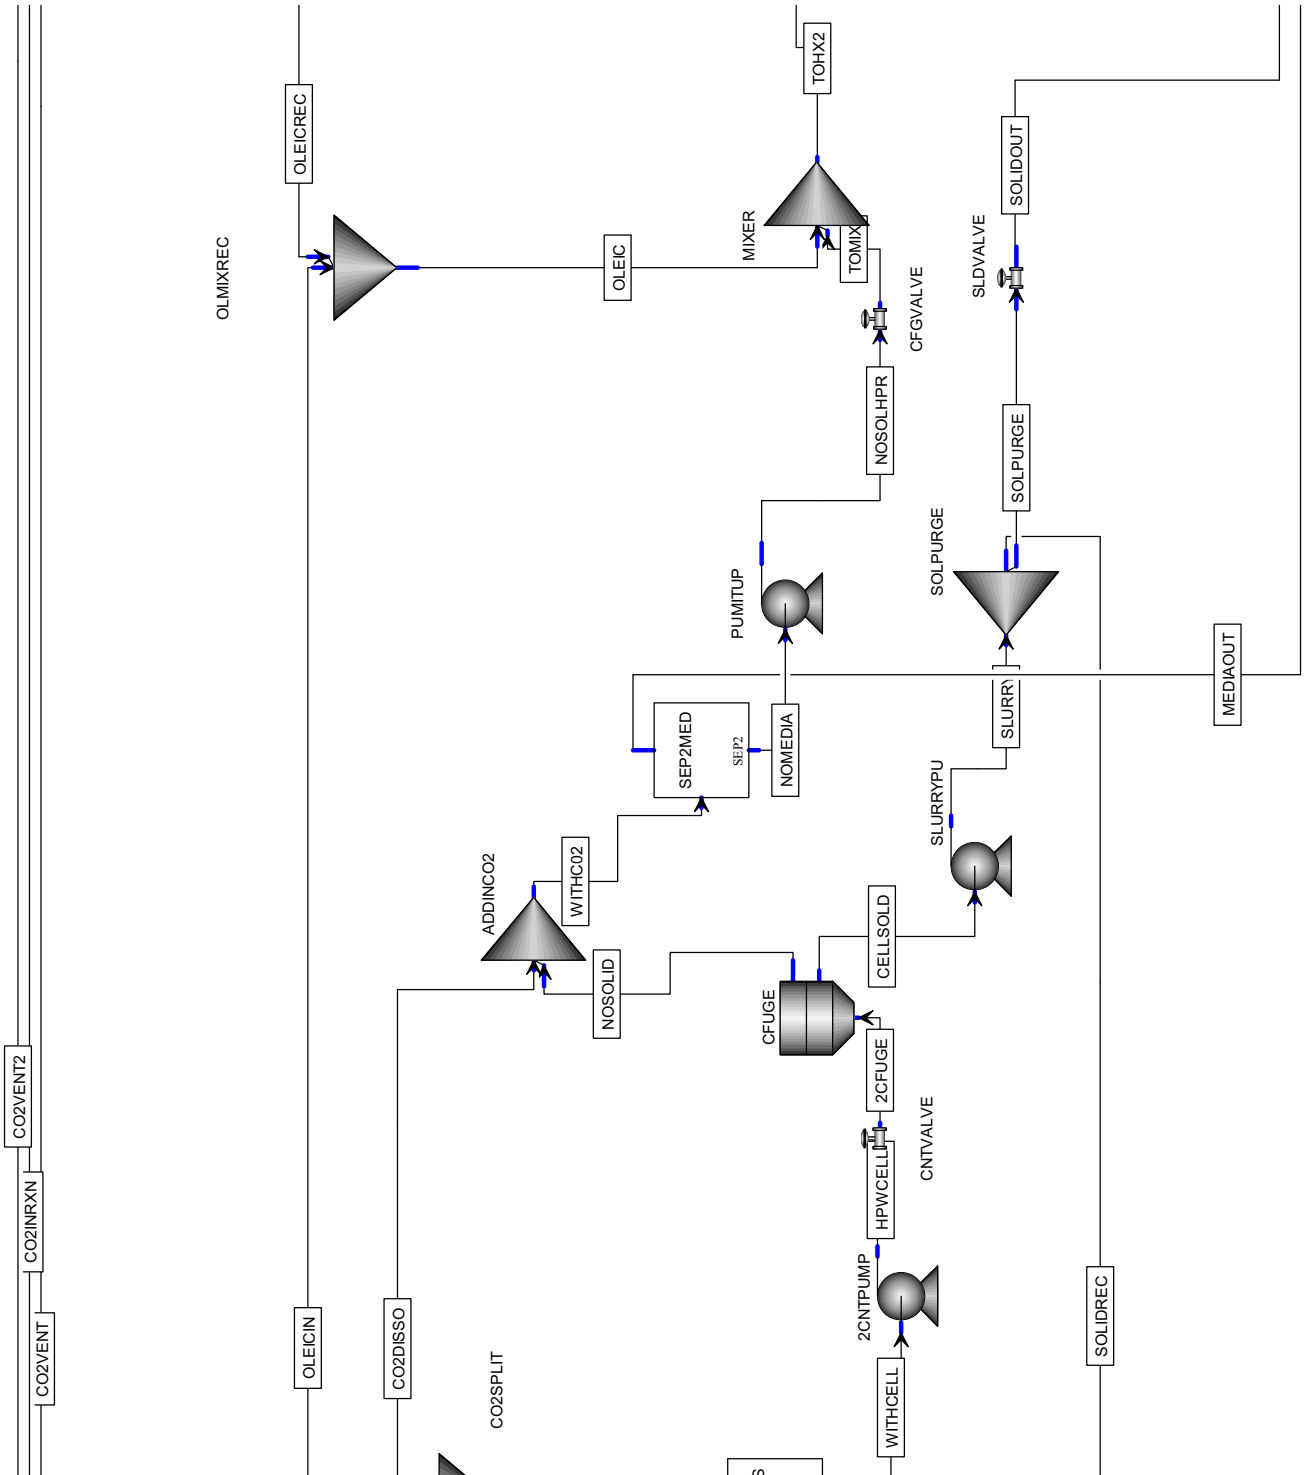 TOHX2
OLEICREC
SOLIDOUT
MIXER
OLMIXREC
OLEIC
TOMIX
SLDVALVE
CFGVALVE
NOSOLHPR
SOLPURGE
SOLPURGE
PUMITUP
MEDIAOUT
SLURRY
SEP2MED
SEP2
NOMEDIA
SLURRYPU
ADDINCO2
WITHC02
CELLSOLD
NOSOLID
CFUGE
2CFUGE
CO2VENT2
CNTVALVE
HPWCELL
CO2INRXN
2CNTPUMP
SOLIDREC
CO2VENT
OLEICIN
CO2DISSO
CO2SPLIT
WITHCELL